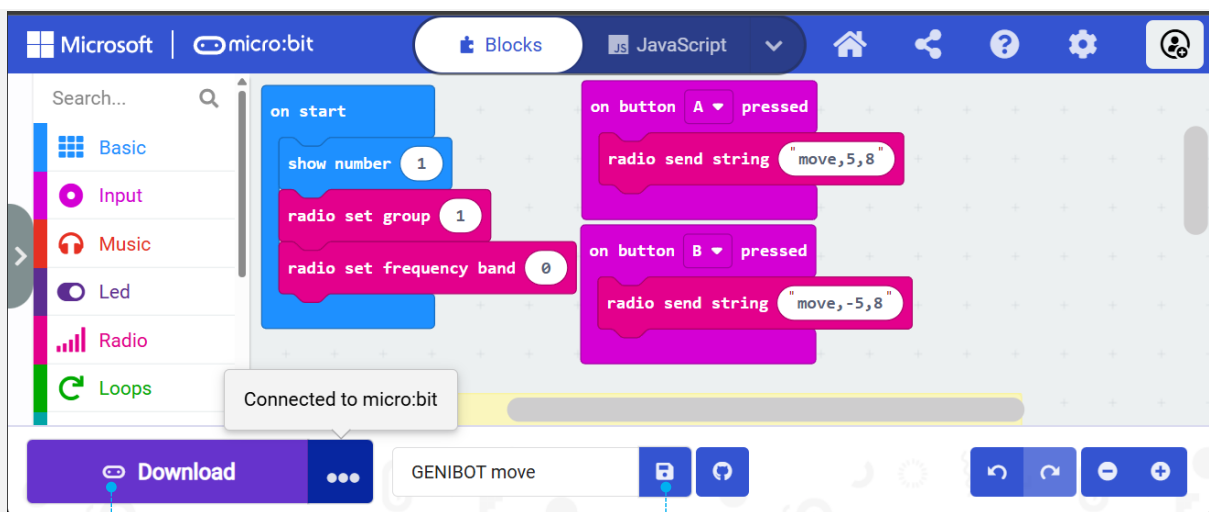 Microsoft micro:bit Blocks JS JavaScript
Search...
Basic
Input
Music
Led
Radio
Loops
on start
show number 1
radio set group 1
radio set frequency band 0
on button A pressed
radio send string "move,5,8"
on button B pressed
radio send string "move,-5,8"
Connected to micro:bit
Download
GENIBOT move